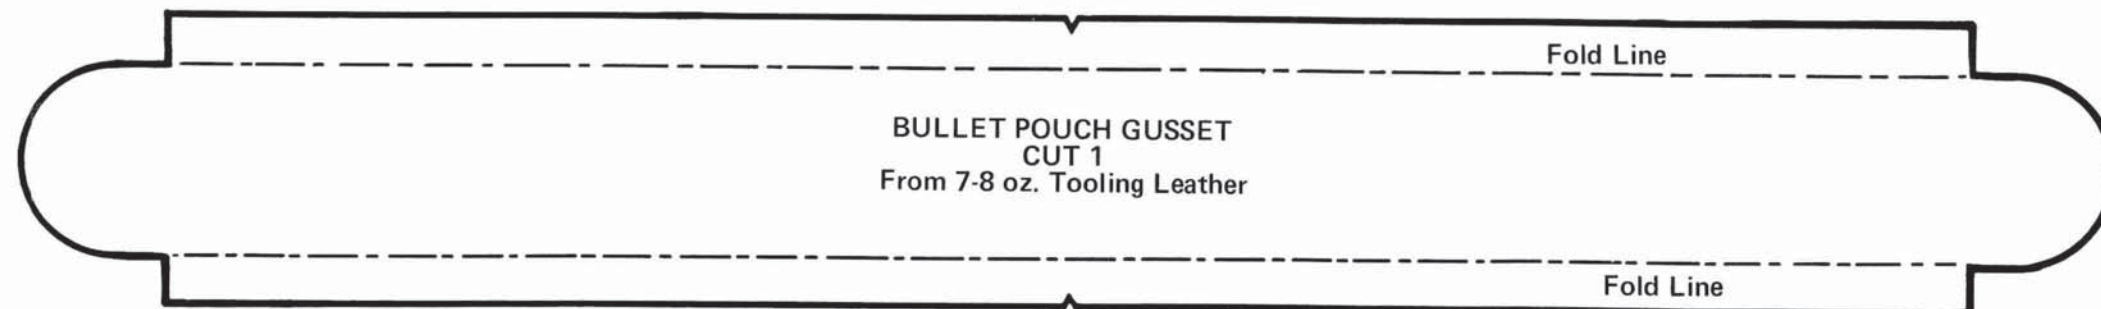 Fold Line
BULLET POUCH GUSSET
CUT 1
From 7-8 oz. Tooling Leather
Fold Line